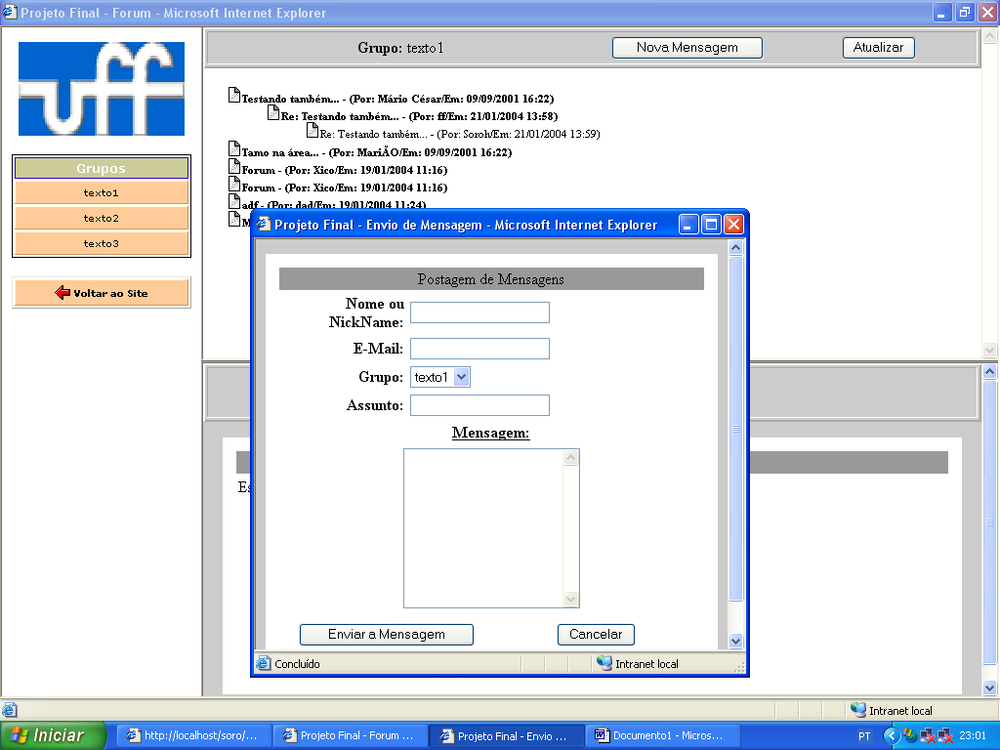 Projeto Final - Forum - Microsoft Internet Explorer
uff
Grupo: texto1
Nova Mensagem
Atualizar
Grupos
texto1
texto2
texto3
Voltar ao Site
Testando também... - (Por: Mário César/Em: 09/09/2001 16:22)
Re: Testando também... - (Por: ff/Em: 21/01/2004 13:58)
Re: Testando também... - (Por: Soroh/Em: 21/01/2004 13:59)
Tamo na área... - (Por: MariÃO/Em: 09/09/2001 16:22)
Forum - (Por: Xico/Em: 19/01/2004 11:16)
Forum - (Por: Xico/Em: 19/01/2004 11:16)
adf - (Por: dad/Em: 19/01/2004 11:24)
Projeto Final - Envio de Mensagem - Microsoft Internet Explorer
Postagem de Mensagens
Nome ou
NickName:
E-Mail:
Grupo: texto1
Assunto:
Mensagem:
Enviar a Mensagem
Cancelar
Concluído
Intranet local
Intranet local
Iniciar
http://localhost/soro/...
Projeto Final - Forum ...
Projeto Final - Envio ...
Documento1 - Micros...
PT
23:01